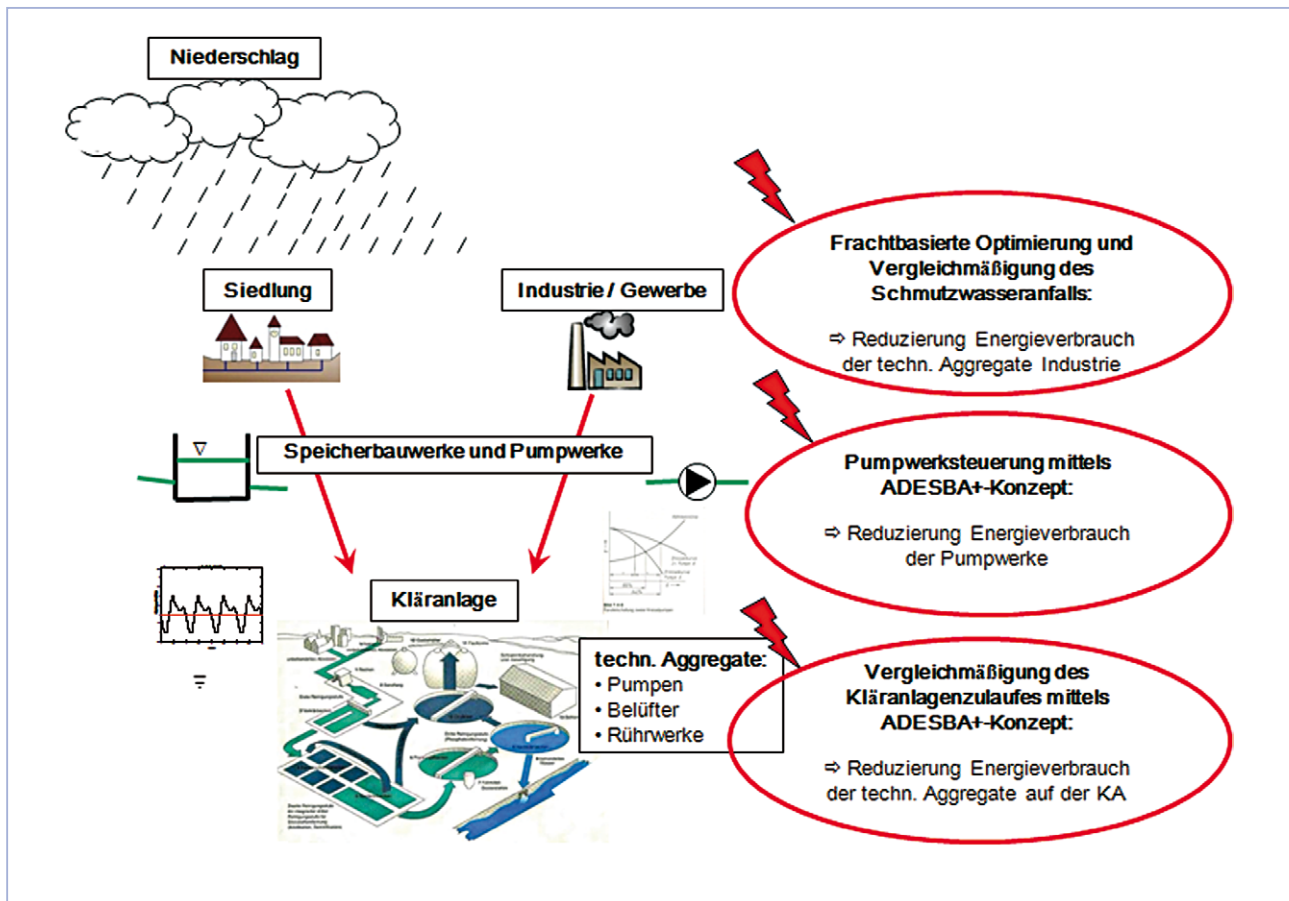 Niederschlag
Siedlung
Industrie / Gewerbe
Frachtbasierte Optimierung und
Vergleichmäßigung des
Schmutzwasseranfalls:
⇨ Reduzierung Energieverbrauch
der techn. Aggregate Industrie
Speicherbauwerke und Pumpwerke
Pumpwerksteuerung mittels
ADESBA+-Konzept:
⇨ Reduzierung Energieverbrauch
der Pumpwerke
Kläranlage
techn. Aggregate:
• Pumpen
• Belüfter
• Rührwerke
Vergleichmäßigung des
Kläranlagenzulaufes mittels
ADESBA+-Konzept:
⇨ Reduzierung Energieverbrauch
der techn. Aggregate auf der KA